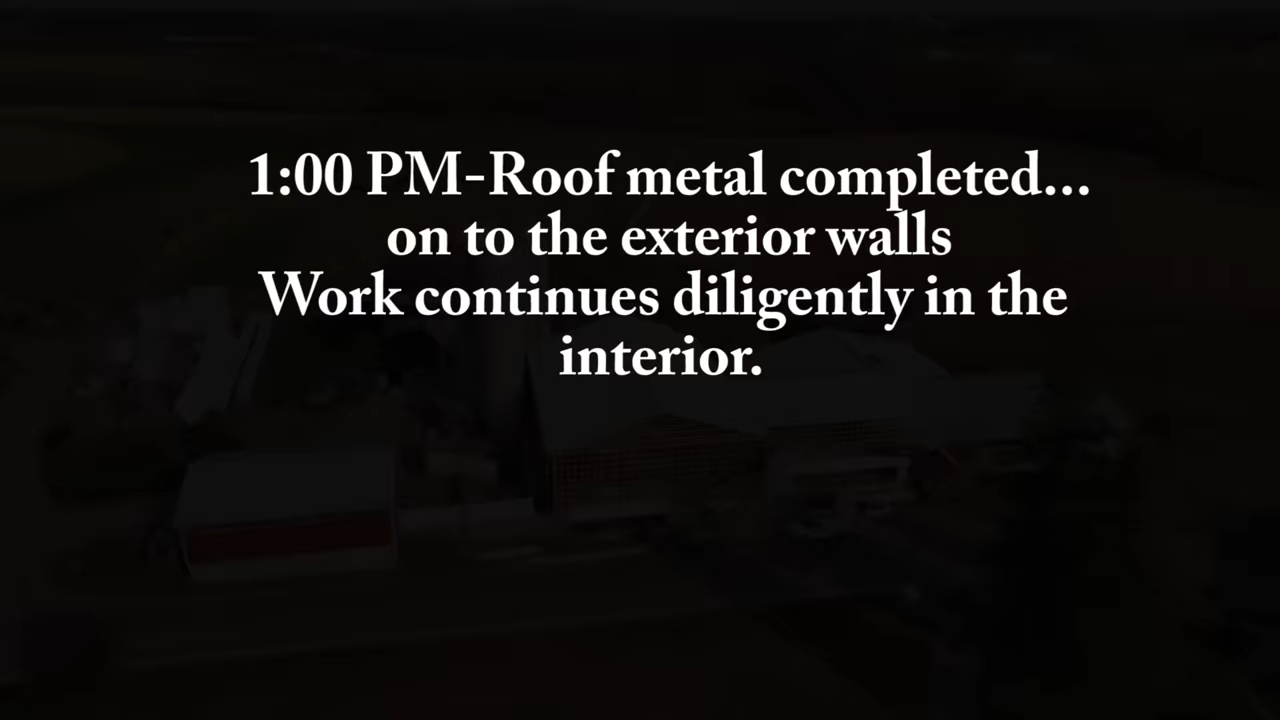 1:00 PM-Roof metal completed...
on to the exterior walls
Work continues diligently in the
interior.